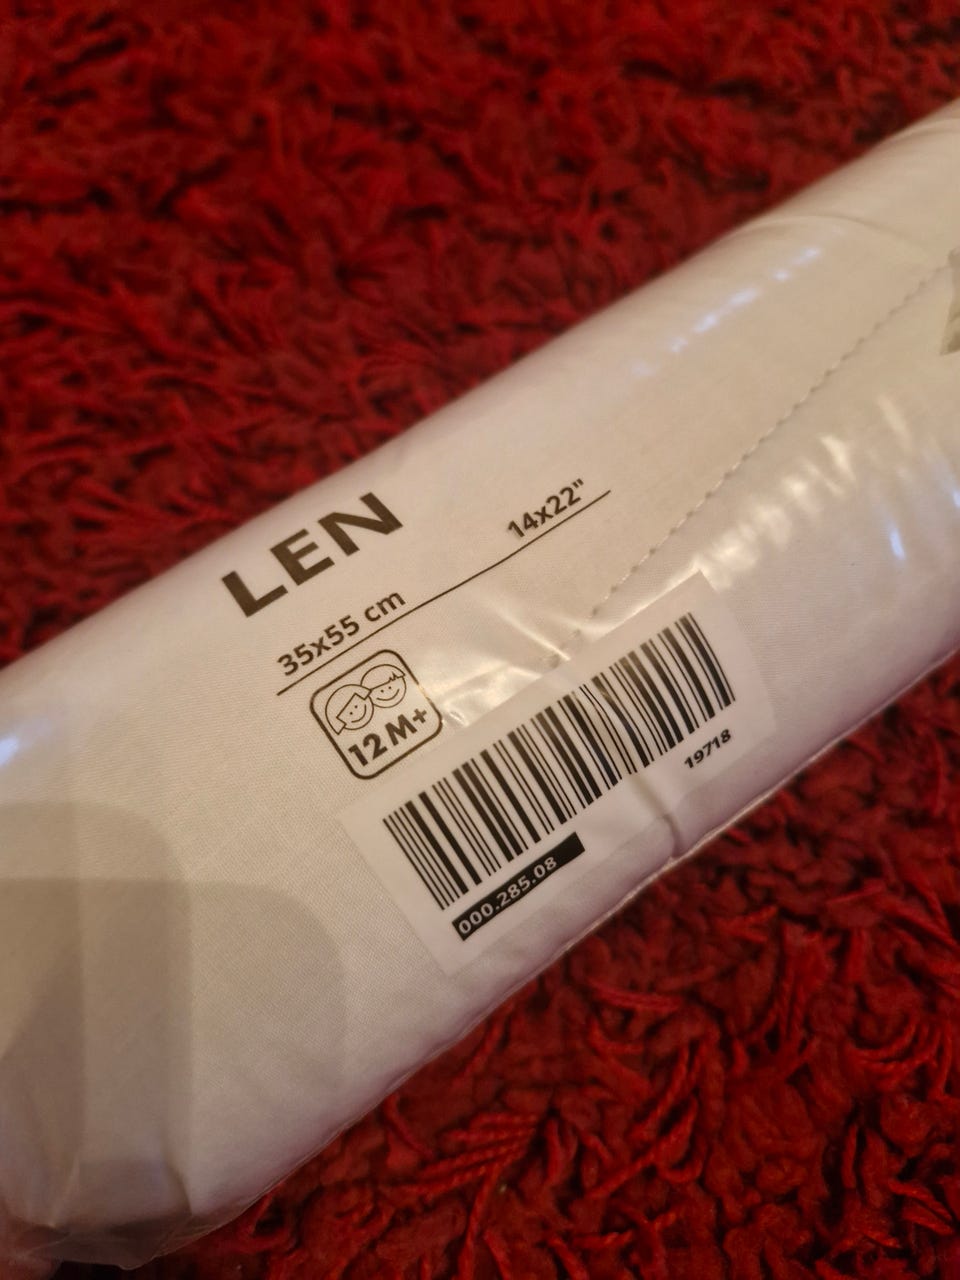 LEN
35x55 cm 14x22"
12 M+
19718
000.285.08